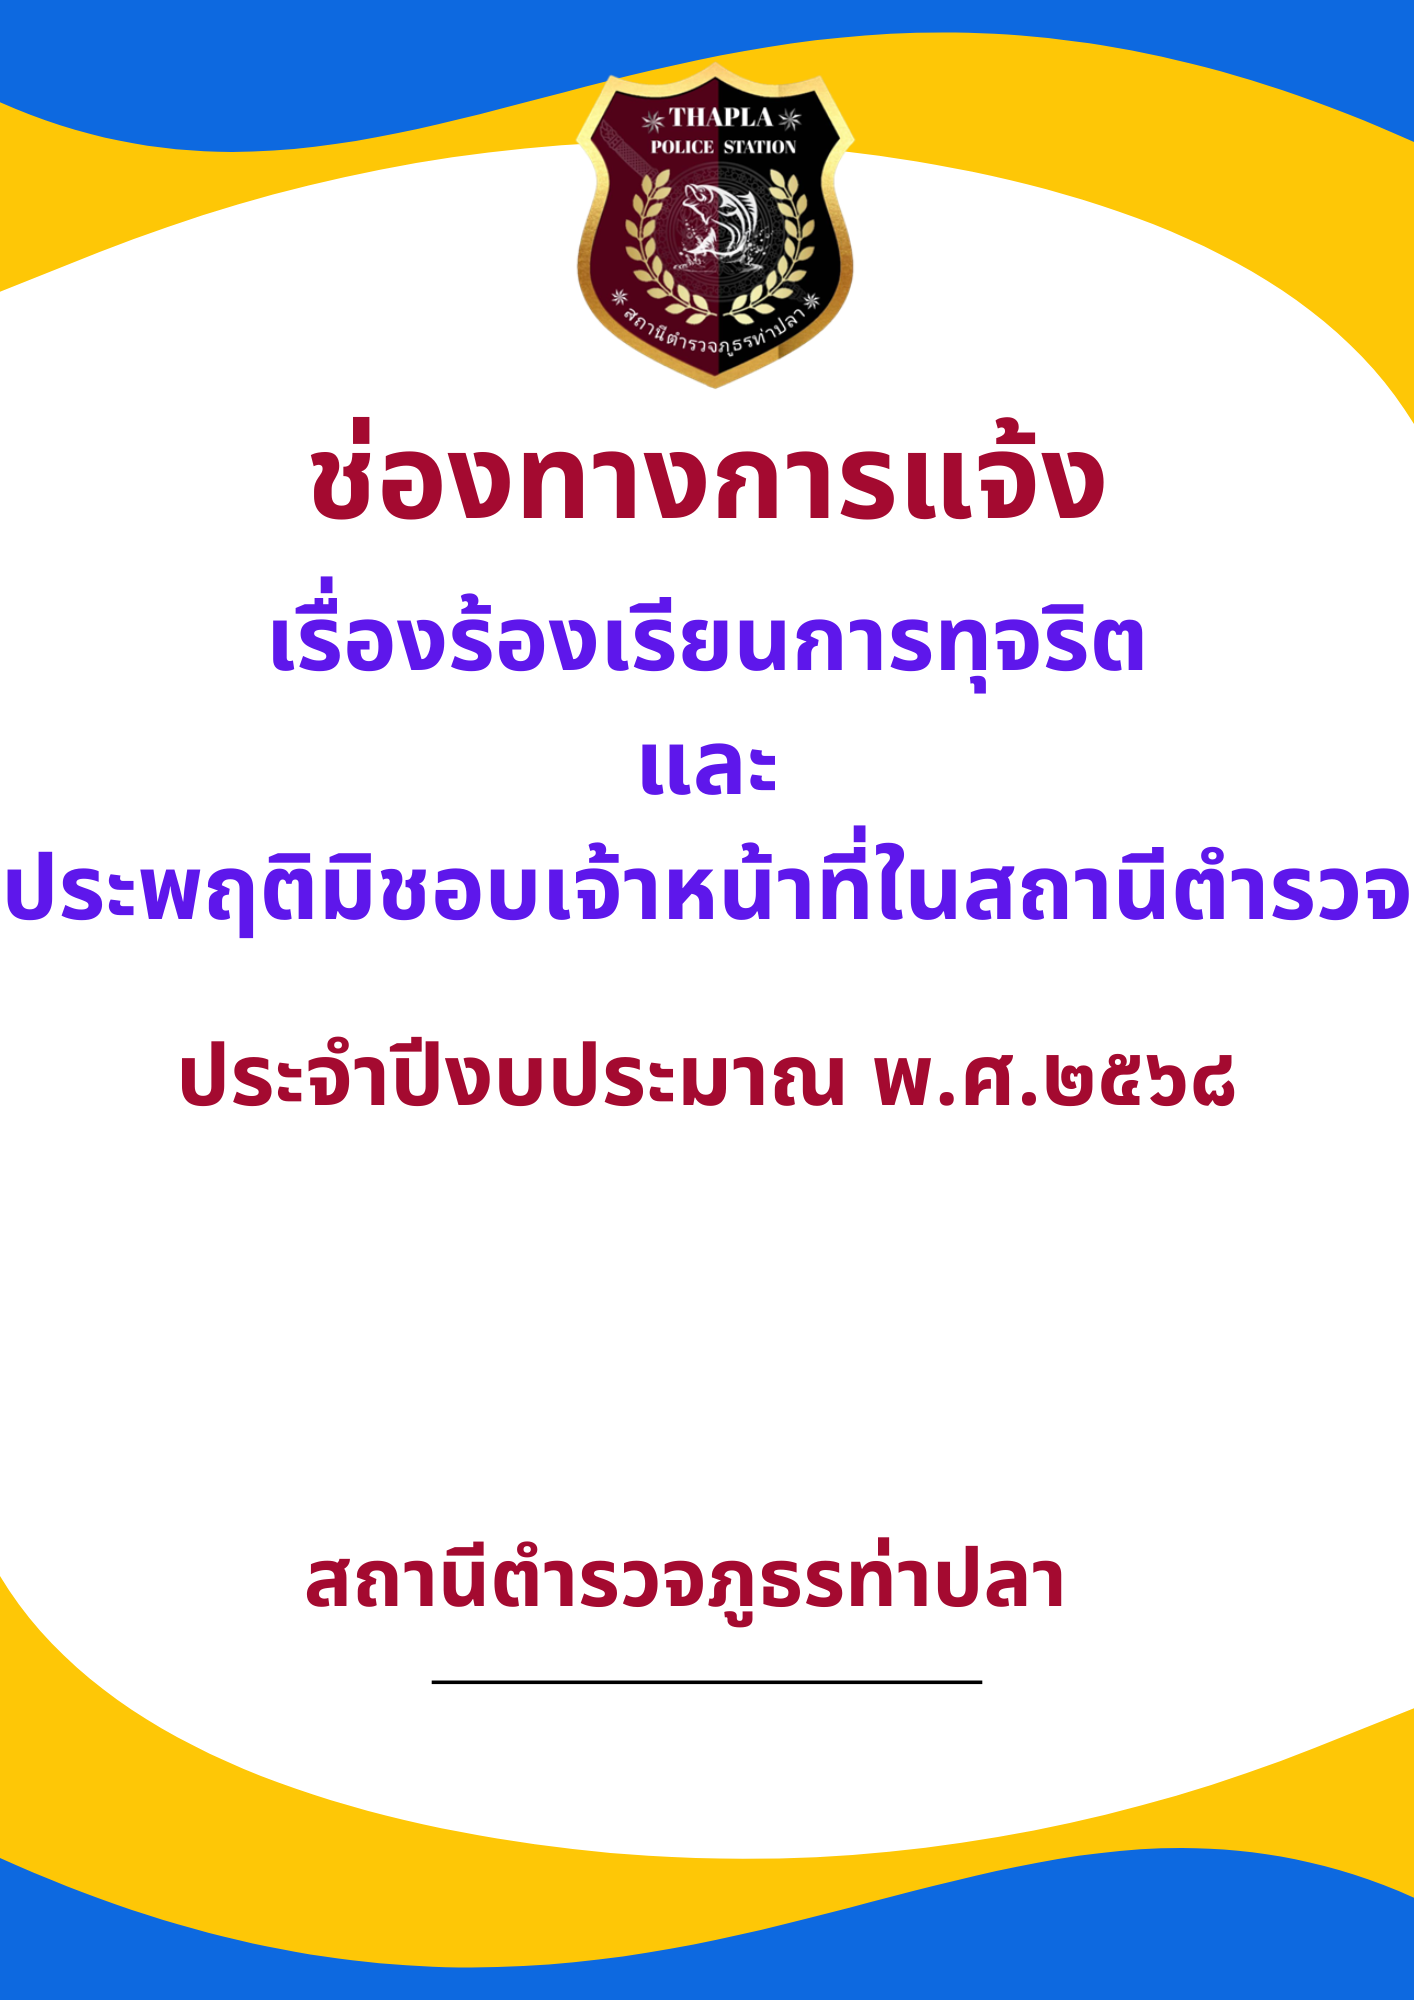 THAPLA
POLICE STATION
สถานีตำรวจภูธรท่าปลา
ช่องทางการแจ้ง
เรื่องร้องเรียนการทุจริต
และ
ประพฤติมิชอบเจ้าหน้าที่ในสถานีตำรวจ
ประจำปีงบประมาณ พ.ศ.๒๕๖๘
สถานีตำรวจภูธรท่าปลา